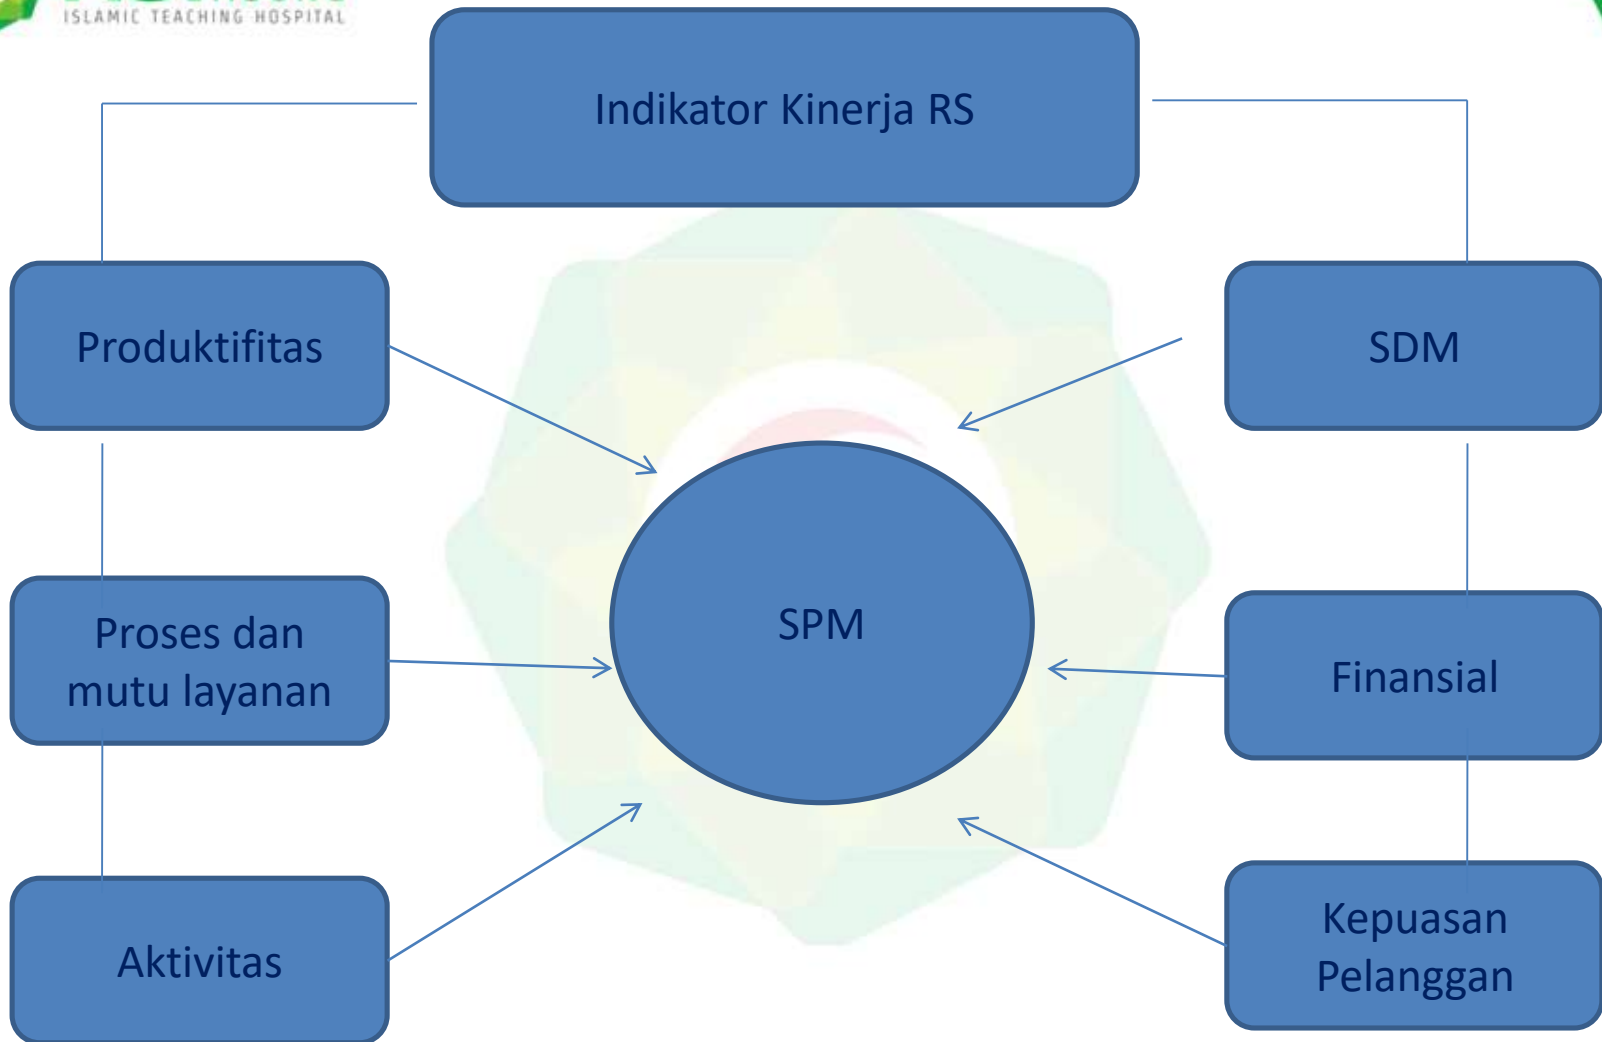 ISLAMIC TEACHING HOSPITAL
Indikator Kinerja RS
Produktifitas
SDM
Proses dan
mutu layanan
SPM
Finansial
Aktivitas
Kepuasan
Pelanggan